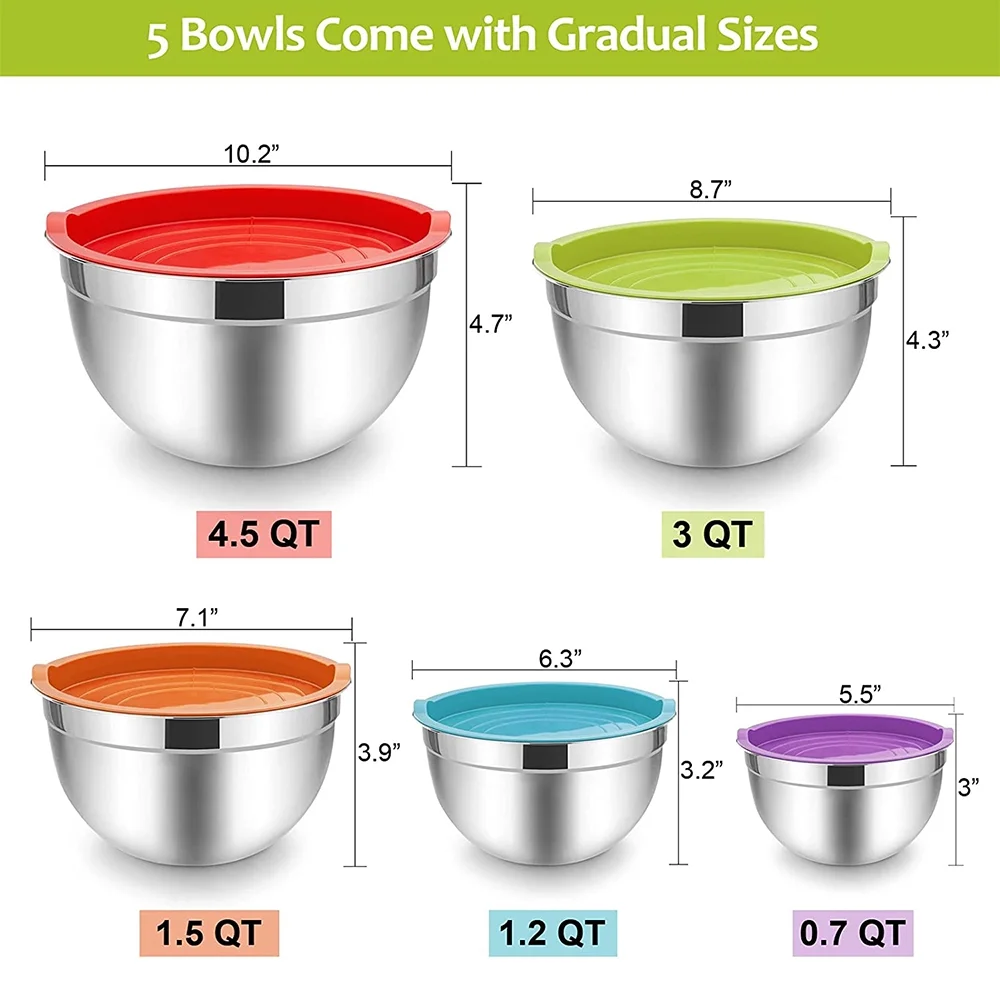 5 Bowls Come with Gradual Sizes
10.2”
8.7”
4.7”
4.3”
4.5 QT
3 QT
7.1”
6.3”
5.5”
3.9”
3.2”
3”
1.5 QT
1.2 QT
0.7 QT